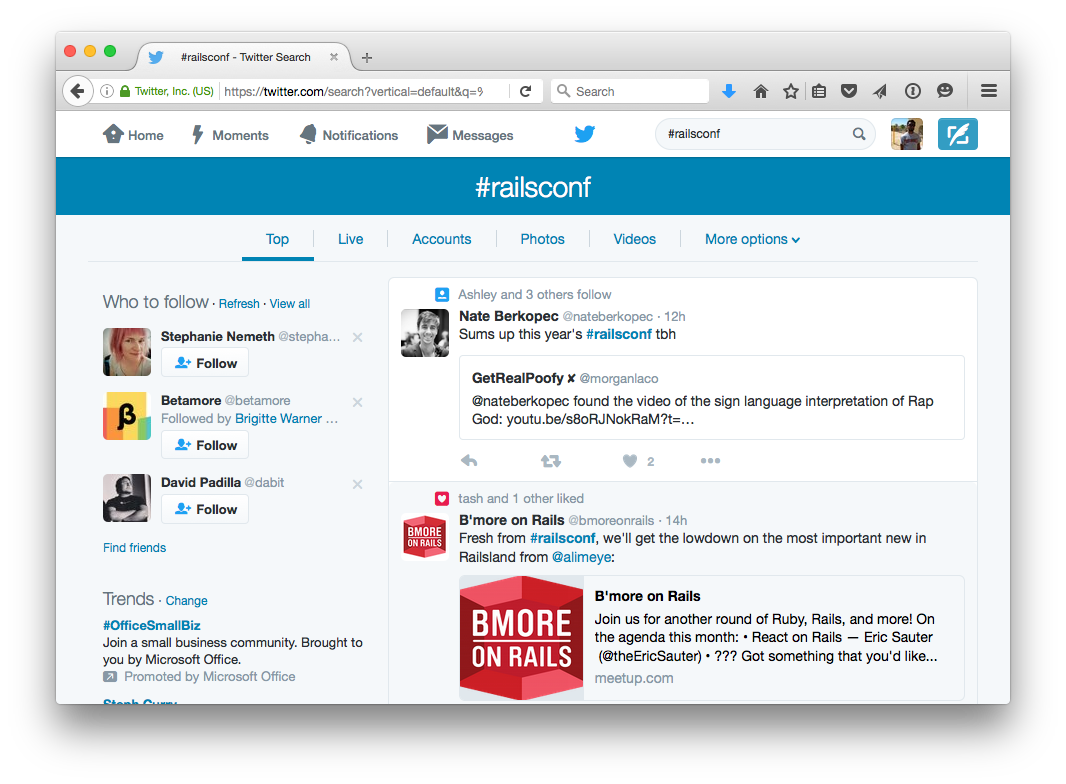 #railsconf - Twitter Search
Twitter, Inc. (US) https://twitter.com/search?vertical=default&q=% Search
Home Moments Notifications Messages #railsconf
#railsconf
Top Live Accounts Photos Videos More options
Who to follow · Refresh · View all
Stephanie Nemeth @stepha...
Follow
Betamore @betamore
Followed by Brigitte Warner ...
Follow
David Padilla @dabit
Follow
Find friends
Trends · Change
#OfficeSmallBiz
Join a small business community. Brought to
you by Microsoft Office.
Promoted by Microsoft Office
Steph Curry
Ashley and 3 others follow
Nate Berkopec @nateberkopec · 12h
Sums up this year's #railsconf tbh
GetRealPoofy ✘ @morganlaco
@nateberkopec found the video of the sign language interpretation of Rap
God: youtu.be/s8oRJNokRaM?t=…
2
tash and 1 other liked
B'more on Rails @bmoreonrails · 14h
Fresh from #railsconf, we'll get the lowdown on the most important new in
Railsland from @alimeye:
BMORE
ON RAILS
BMORE
ON RAILS
B'more on Rails
Join us for another round of Ruby, Rails, and more! On
the agenda this month: • React on Rails — Eric Sauter
(@theEricSauter) • ??? Got something that you'd like...
meetup.com